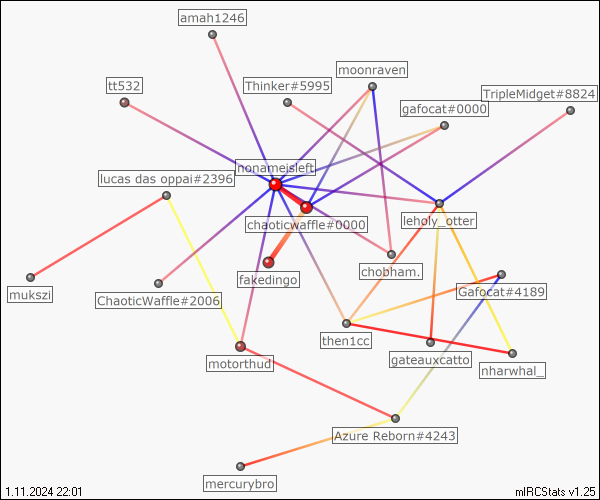 amah1246
moonraven
tt532
Thinker#5995
TripleMidget#8824
gafocat#0000
nonameisleft
lucas das oppai#2396
chaoticwaffle#0000
leholy_otter
fakedingo
chobham.
mukszi
ChaoticWaffle#2006
Gafocat#4189
then1cc
motorthud
gateauxcatto
nharwhal_
Azure Reborn#4243
mercurybro
1.11.2024 22:01
mIRCStats v1.25